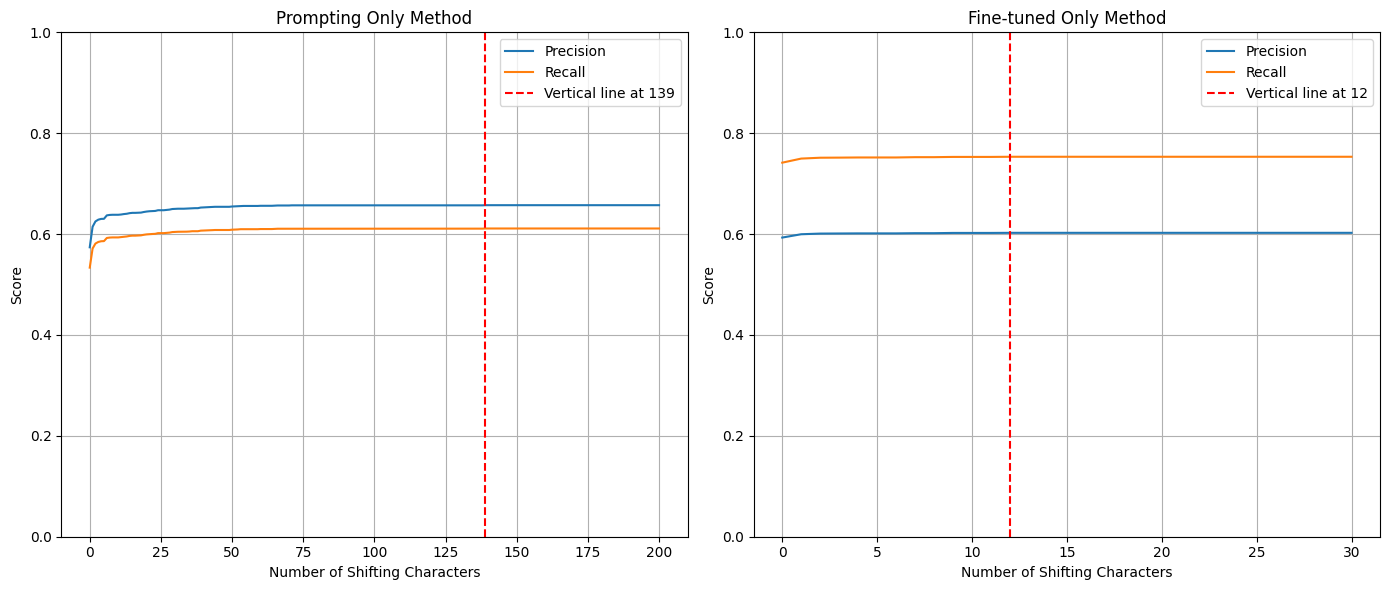 Prompting Only Method
1.0
0.8
0.6
0.4
0.2
0.0
Score
Precision
Recall
Vertical line at 139
0 25 50 75 100 125 150 175 200
Number of Shifting Characters
Fine-tuned Only Method
1.0
0.8
0.6
0.4
0.2
0.0
Score
Precision
Recall
Vertical line at 12
0 5 10 15 20 25 30
Number of Shifting Characters